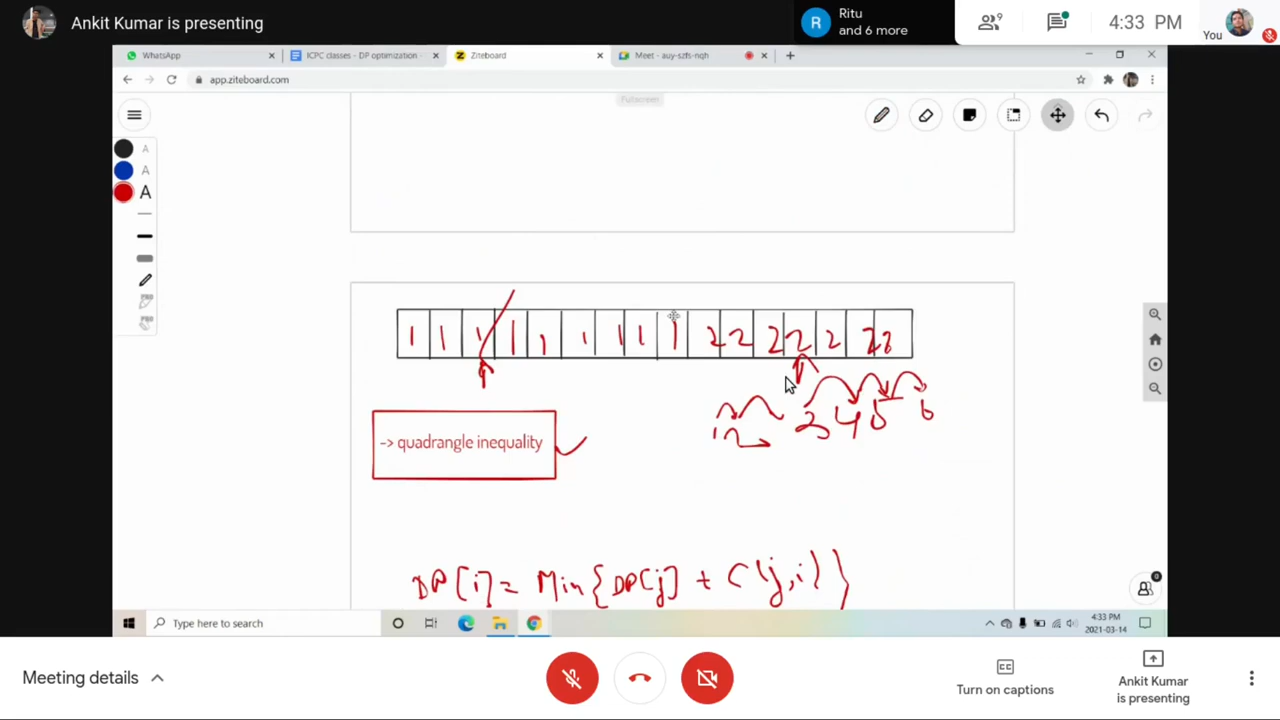 Ankit Kumar is presenting
R
Ritu
and 6 more
4:33 PM
You
WhatsApp
ICPC classes - DP optimization -
Ziteboard
Meet - auy-szfs-nqh
app.ziteboard.com
Fullscreen
A
A
A
1 1 1 1 1 1 1 1 1 2 2 2 2 2 2
-> quadrangle inequality
1 2 3 4 5 6
DP[i] = Min{DP[j] + C(j,i)}
0
Type here to search
4:33 PM
2021-03-14
Meeting details
Turn on captions
Ankit Kumar
is presenting